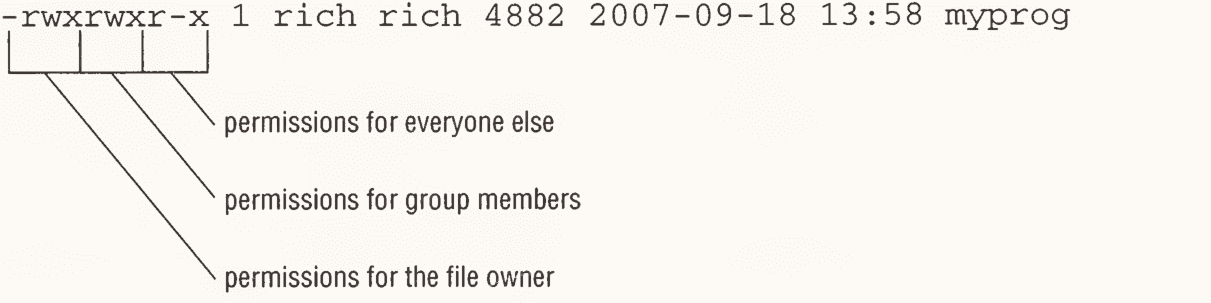 -rwxrwxr-x 1 rich rich 4882 2007-09-18 13:58 myprog
permissions for everyone else
permissions for group members
permissions for the file owner